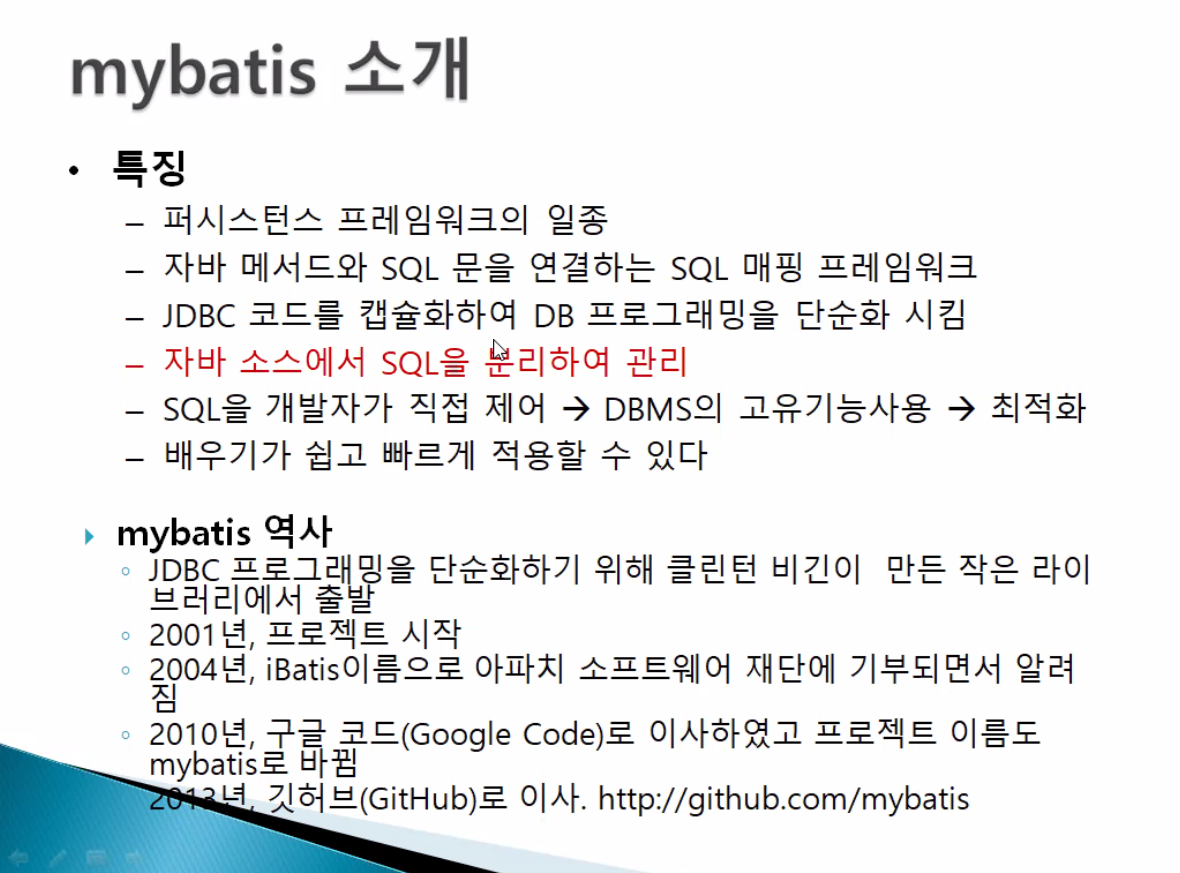 mybatis 소개
• 특징
– 퍼시스턴스 프레임워크의 일종
– 자바 메서드와 SQL 문을 연결하는 SQL 매핑 프레임워크
– JDBC 코드를 캡슐화하여 DB 프로그래밍을 단순화 시킴
– 자바 소스에서 SQL을 분리하여 관리
– SQL을 개발자가 직접 제어 → DBMS의 고유기능사용 → 최적화
– 배우기가 쉽고 빠르게 적용할 수 있다
mybatis 역사
◦ JDBC 프로그래밍을 단순화하기 위해 클린턴 비긴이 만든 작은 라이
브러리에서 출발
◦ 2001년, 프로젝트 시작
◦ 2004년, iBatis이름으로 아파치 소프트웨어 재단에 기부되면서 알려
짐
◦ 2010년, 구글 코드(Google Code)로 이사하였고 프로젝트 이름도
mybatis로 바뀜
2013년, 깃허브(GitHub)로 이사. http://github.com/mybatis